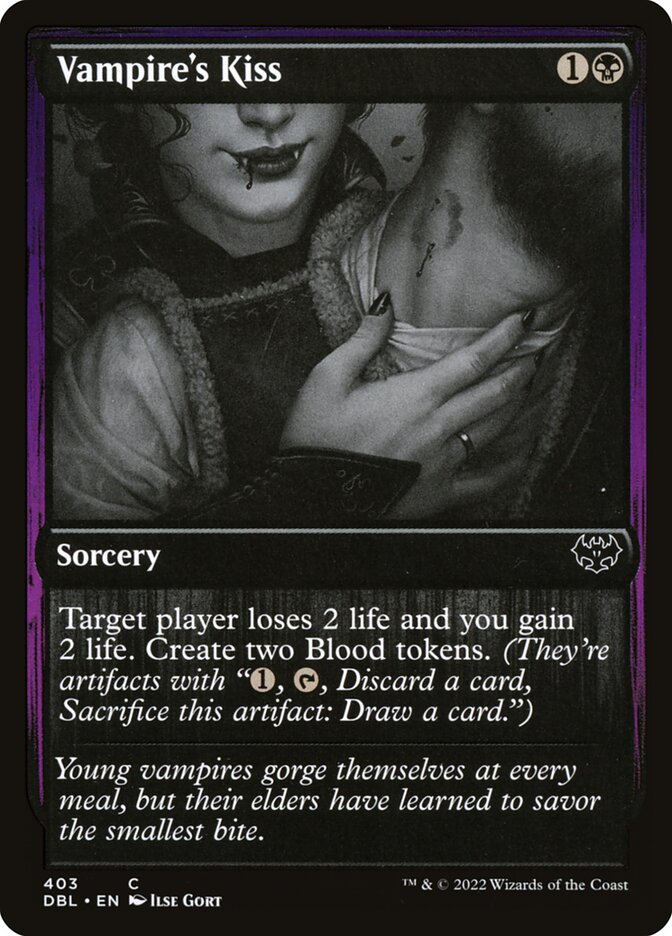 Vampire's Kiss 1
Sorcery
Target player loses 2 life and you gain
2 life. Create two Blood tokens. (They're
artifacts with “1, , Discard a card,
Sacrifice this artifact: Draw a card.”)
Young vampires gorge themselves at every
meal, but their elders have learned to savor
the smallest bite.
403 C
DBL • EN ILSE GORT
™ & © 2022 Wizards of the Coast